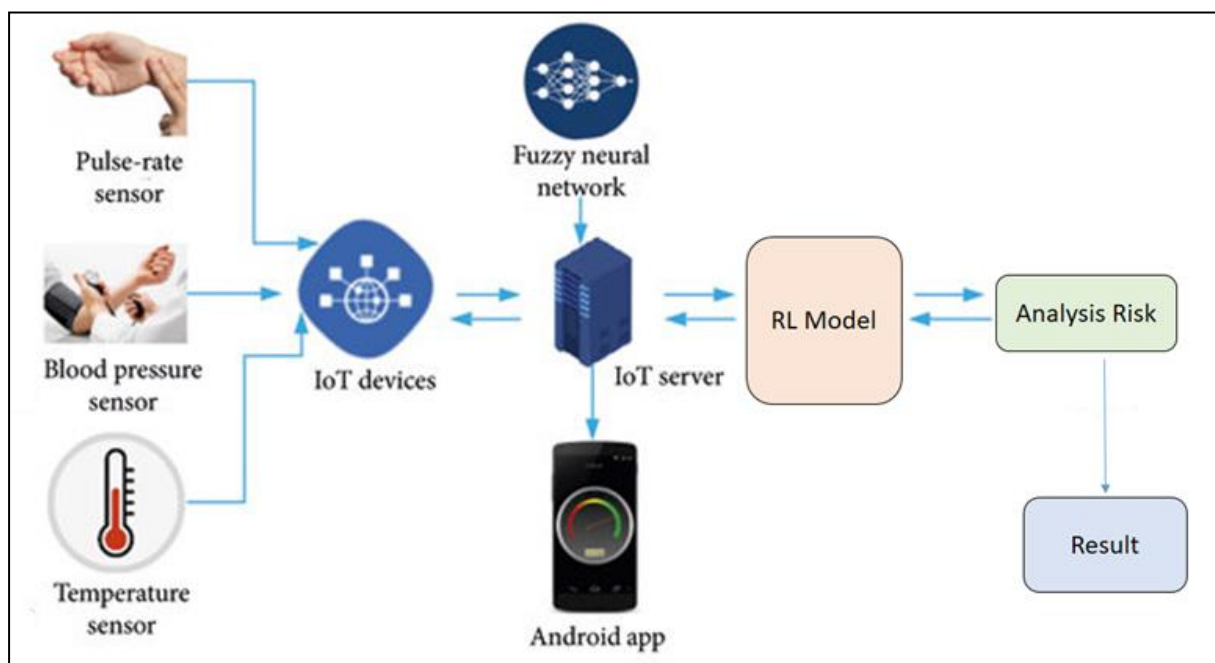 Pulse-rate
sensor
Fuzzy neural
network
Blood pressure
sensor
IoT devices
IoT server
RL Model
Analysis Risk
Temperature
sensor
Android app
Result